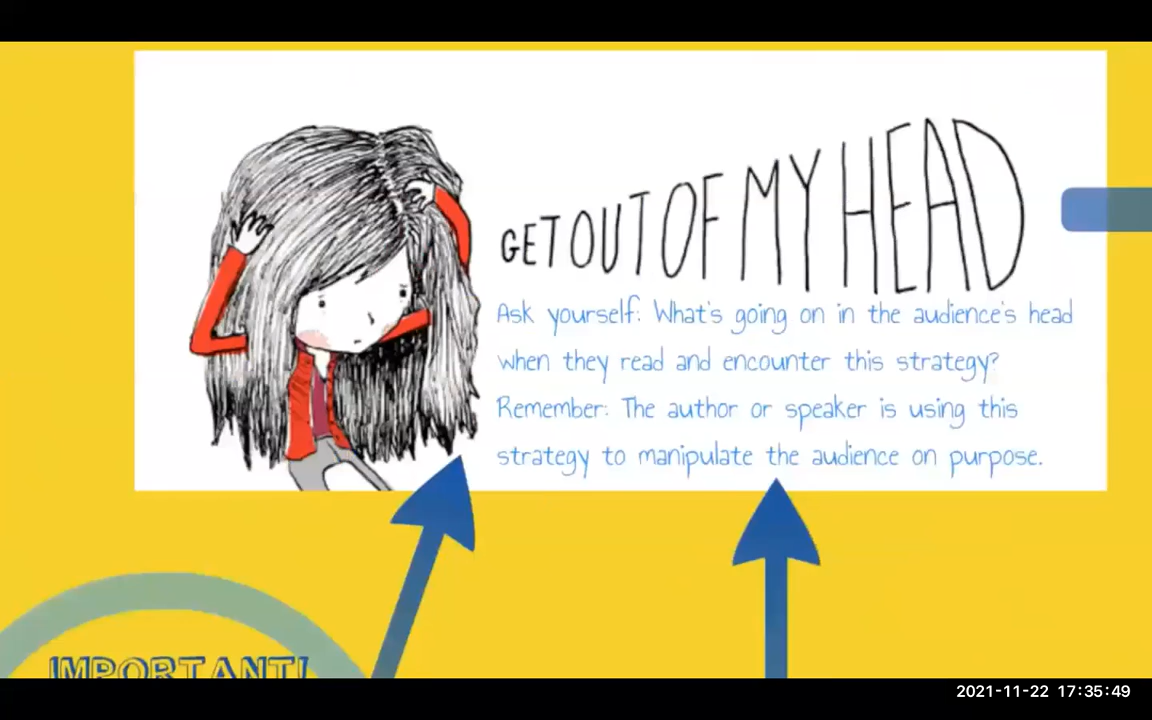 GET OUT OF MY HEAD
Ask yourself: What's going on in the audience's head
when they read and encounter this strategy?
Remember: The author or speaker is using this
strategy to manipulate the audience on purpose.
IMPORTANT!
2021-11-22 17:35:49